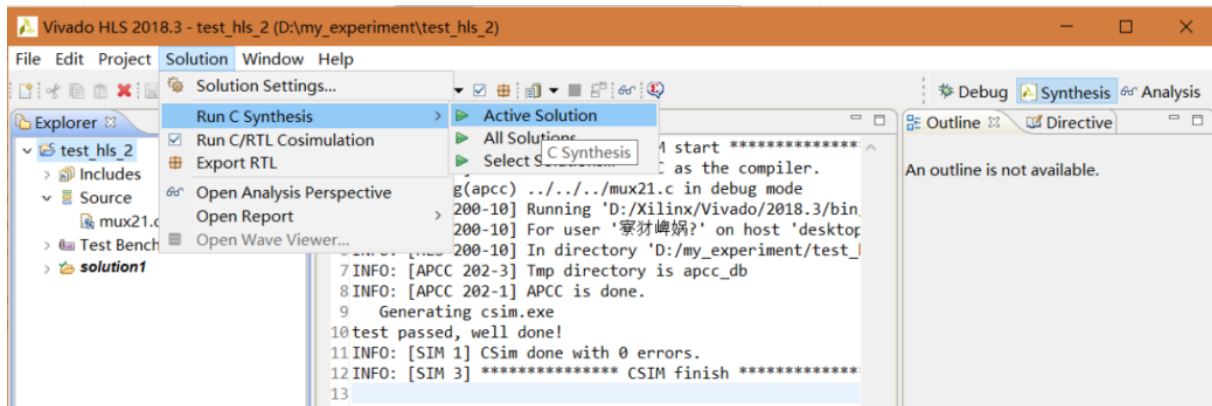 Vivado HLS 2018.3 - test_hls_2 (D:\my_experiment\test_hls_2)
File Edit Project Solution Window Help
Solution Settings...
Debug Synthesis Analysis
Run C Synthesis
Active Solution
Explorer
Outline Directive
Run C/RTL Cosimulation
All Solutions
M start **************
test_hls_2
C Synthesis
Export RTL
C as the compiler.
An outline is not available.
Includes
g(apcc) ../../../mux21.c in debug mode
Source
Open Analysis Perspective
200-10] Running 'D:/Xilinx/Vivado/2018.3/bin
mux21.c
Open Report
200-10] For user '寮犲崥娲?' on host 'desktop
Test Bench
Open Wave Viewer...
200-10] In directory 'D:/my_experiment/test_
solution1
7 INFO: [APCC 202-3] Tmp directory is apcc_db
8 INFO: [APCC 202-1] APCC is done.
9 Generating csim.exe
10 test passed, well done!
11 INFO: [SIM 1] CSim done with 0 errors.
12 INFO: [SIM 3] *************** CSIM finish *************
13